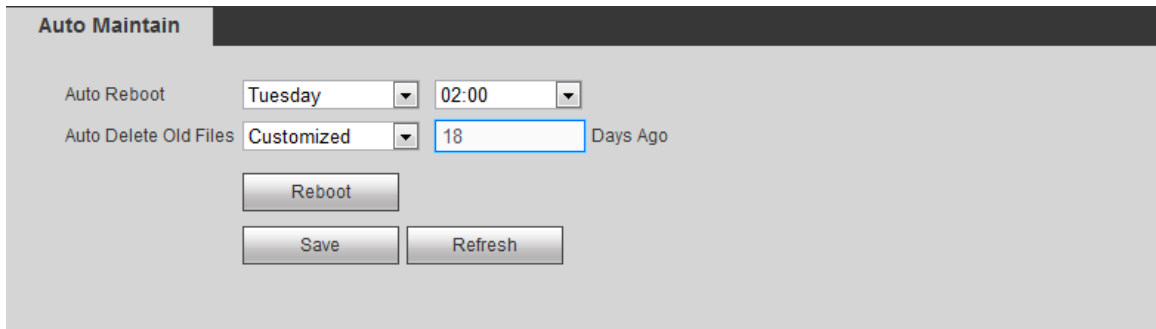 Auto Maintain
Auto Reboot Tuesday 02:00
Auto Delete Old Files Customized 18 Days Ago
Reboot
Save Refresh